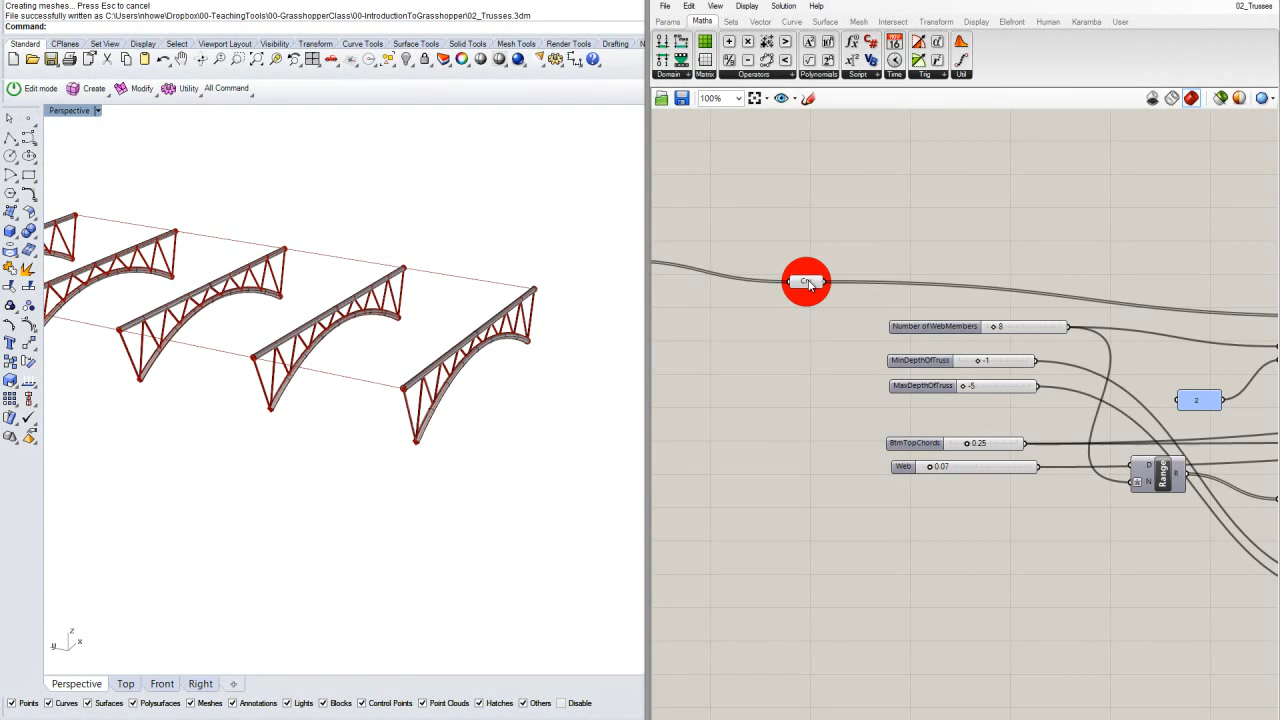 Creating meshes... Press Esc to cancel
File successfully written as C:\Users\nhowe\Dropbox\00-TeachingTools\00-GrasshopperClass\00-IntroductionToGrasshopper\02_Trusses.3dm
Command:
Standard CPlanes Set View Display Select Viewport Layout Visibility Transform Curve Tools Surface Tools Solid Tools Mesh Tools Render Tools Drafting N
Edit mode Create Modify Utility All Command
Perspective
z
y x
Perspective Top Front Right
Points Curves Surfaces Polysurfaces Meshes Annotations Lights Blocks Control Points Point Clouds Hatches Others Disable
File Edit View Display Solution Help 02_Trusses
Params Maths Sets Vector Curve Surface Mesh Intersect Transform Display Elefront Human Karamba User
Domain Matrix Operators Polynomials Script Time Trig Util
100%
Number of WebMembers 8
MinDepthOfTruss -1
MaxDepthOfTruss -5
2
BtmTopChords 0.25
Web 0.07
D N Range R